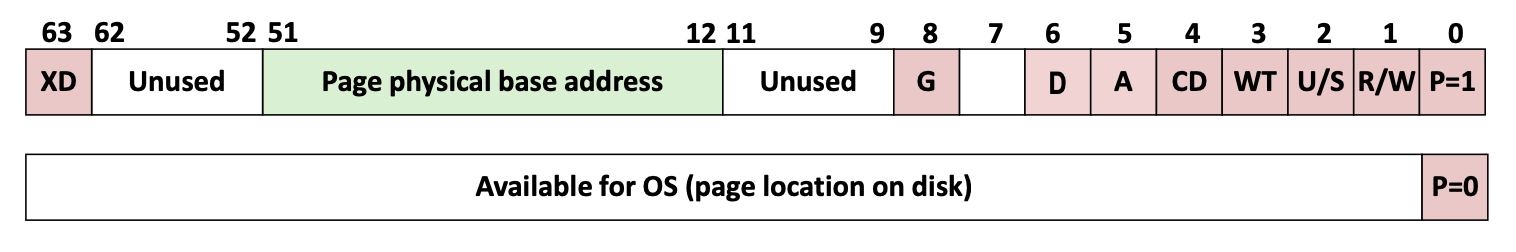 63 62 52 51 12 11 9 8 7 6 5 4 3 2 1 0
XD Unused Page physical base address Unused G D A CD WT U/S R/W P=1
Available for OS (page location on disk) P=0